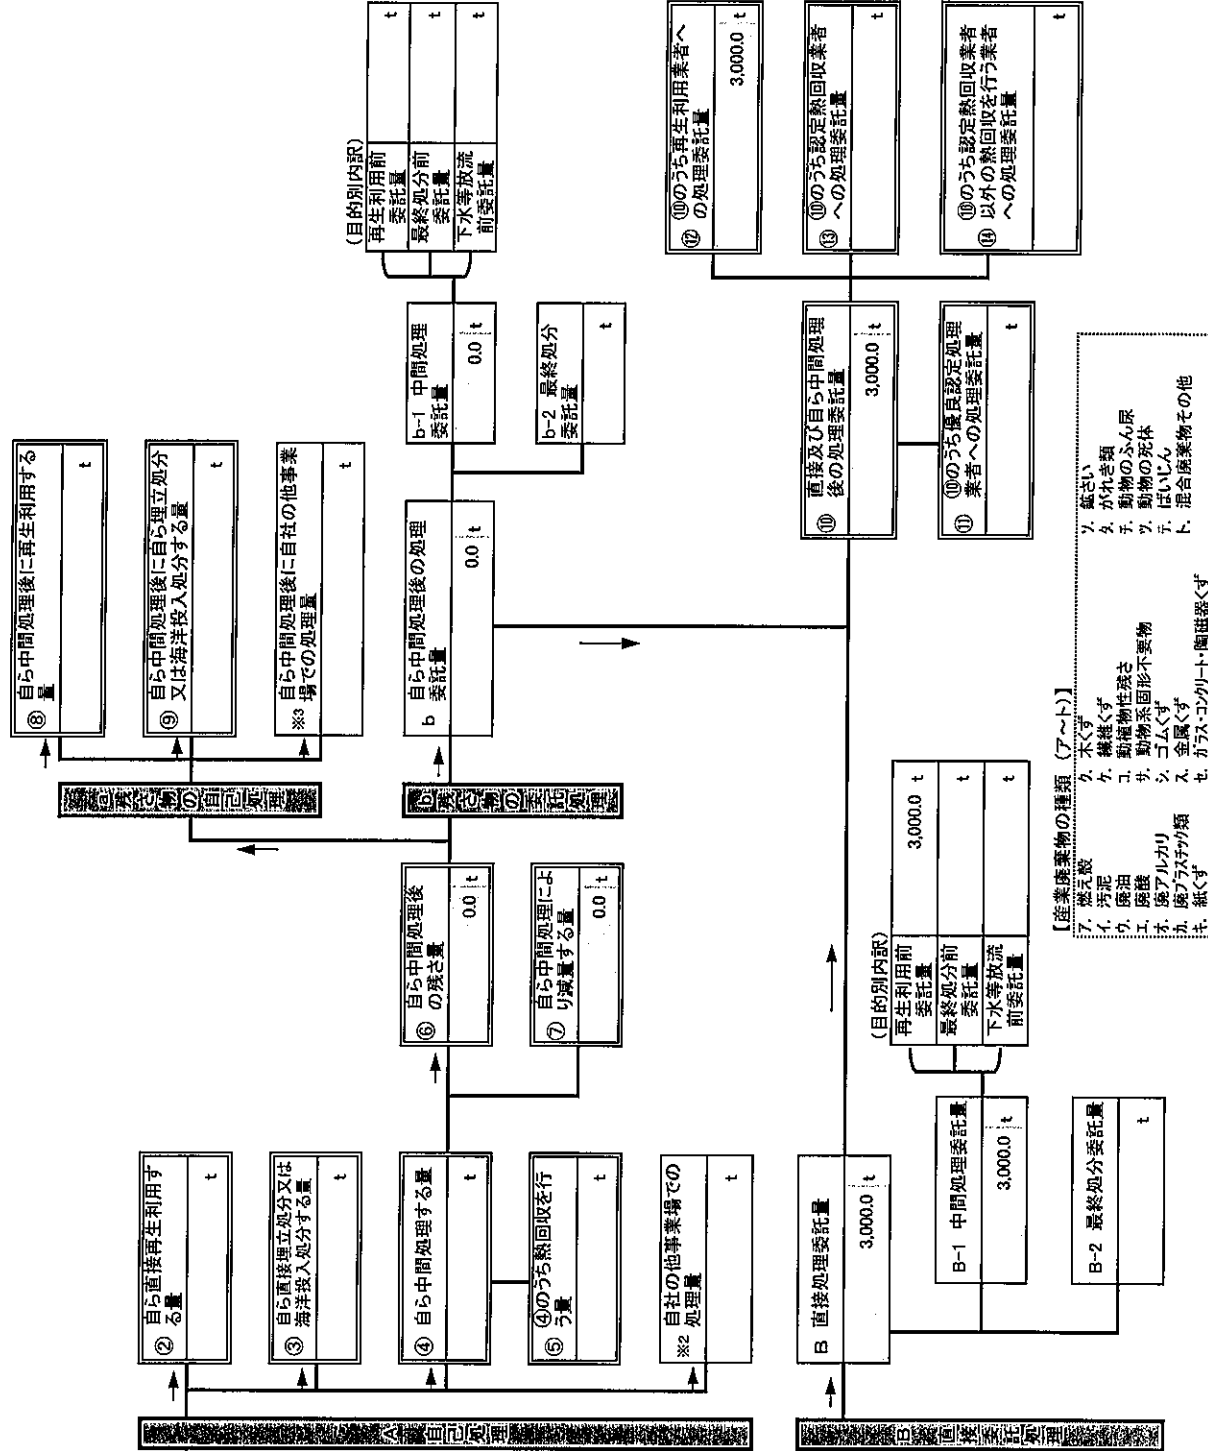 A 自己処理
② 自ら直接再生利用す
る量
t
③ 自ら直接埋立処分又は
海洋投入処分する量
t
④ 自ら中間処理する量
t
⑤ ④のうち熱回収を行
う量
t
※2 自社の他事業場での
処理量
t
⑥ 自ら中間処理後
の残さ量
0.0 t
⑦ 自ら中間処理によ
り減量する量
0.0 t
a 残さ物の自己処理
⑧ 自ら中間処理後に再生利用する
量
t
⑨ 自ら中間処理後に自ら埋立処分
又は海洋投入処分する量
t
※3 自ら中間処理後に自社の他事業
場での処理量
t
b 残さ物の委託処理
b 自ら中間処理後の処理
委託量
0.0 t
b-1 中間処理
委託量
0.0 t
b-2 最終処分
委託量
t
(目的別内訳)
再生利用前
委託量
t
最終処分前
委託量
t
下水等放流
前委託量
t
B 直接委託処理
B 直接処理委託量
3,000.0 t
B-1 中間処理委託量
3,000.0 t
B-2 最終処分委託量
t
(目的別内訳)
再生利用前
委託量
3,000.0 t
最終処分前
委託量
t
下水等放流
前委託量
t
⑩ 直接及び自ら中間処理
後の処理委託量
3,000.0 t
⑪ ⑩のうち優良認定処理
業者への処理委託量
t
⑫ ⑩のうち再生利用業者へ
の処理委託量
3,000.0 t
⑬ ⑩のうち認定熱回収業者
への処理委託量
t
⑭ ⑩のうち認定熱回収業者
以外の熱回収を行う業者
への処理委託量
t
【産業廃棄物の種類 (ア~ト)】
ア. 燃え殻
イ. 汚泥
ウ. 廃油
エ. 廃酸
オ. 廃アルカリ
カ. 廃プラスチック類
キ. 紙くず
ク. 木くず
ケ. 繊維くず
コ. 動植物性残さ
サ. 動物系固形不要物
シ. ゴムくず
ス. 金属くず
セ. ガラス・コンクリート・陶磁器くず
ソ. 鉱さい
タ. がれき類
チ. 動物のふん尿
ツ. 動物の死体
テ. ばいじん
ト. 混合廃棄物その他